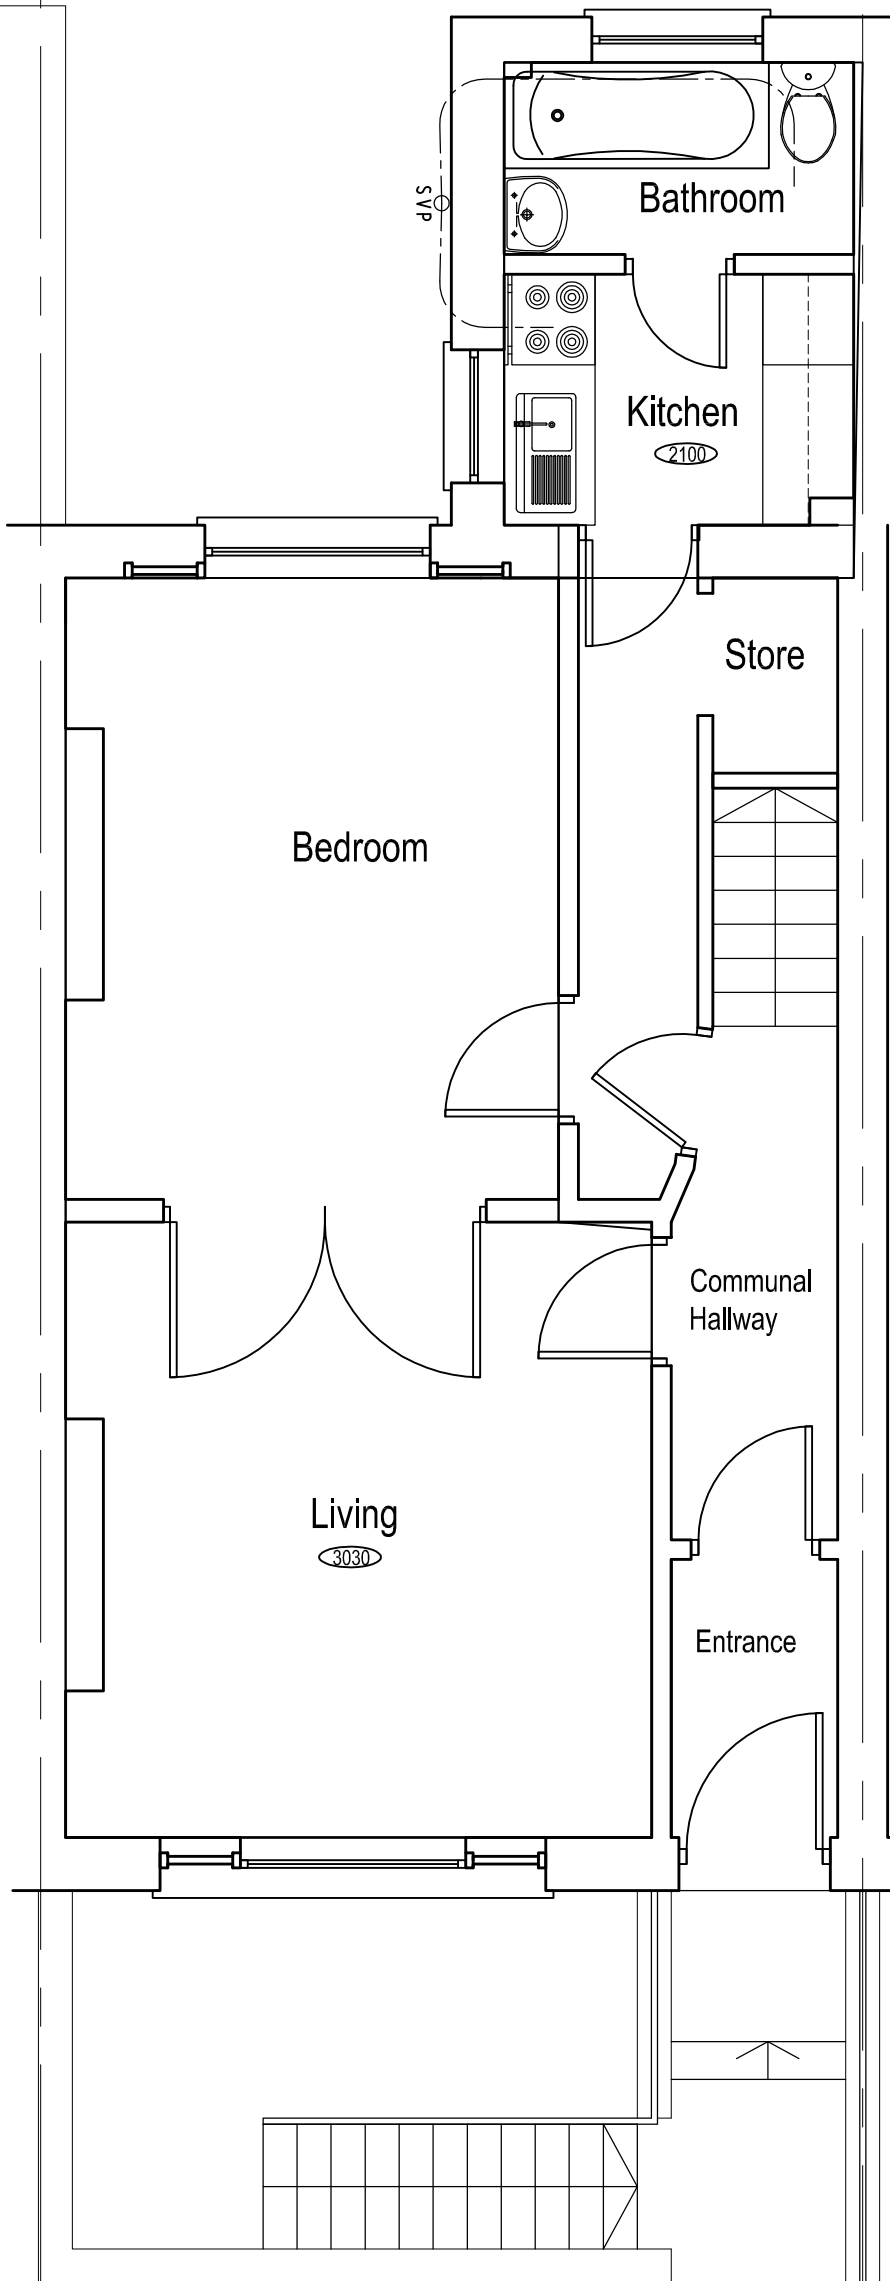 Bathroom
SVP
Kitchen
2100
Store
Bedroom
Communal
Hallway
Living
3030
Entrance